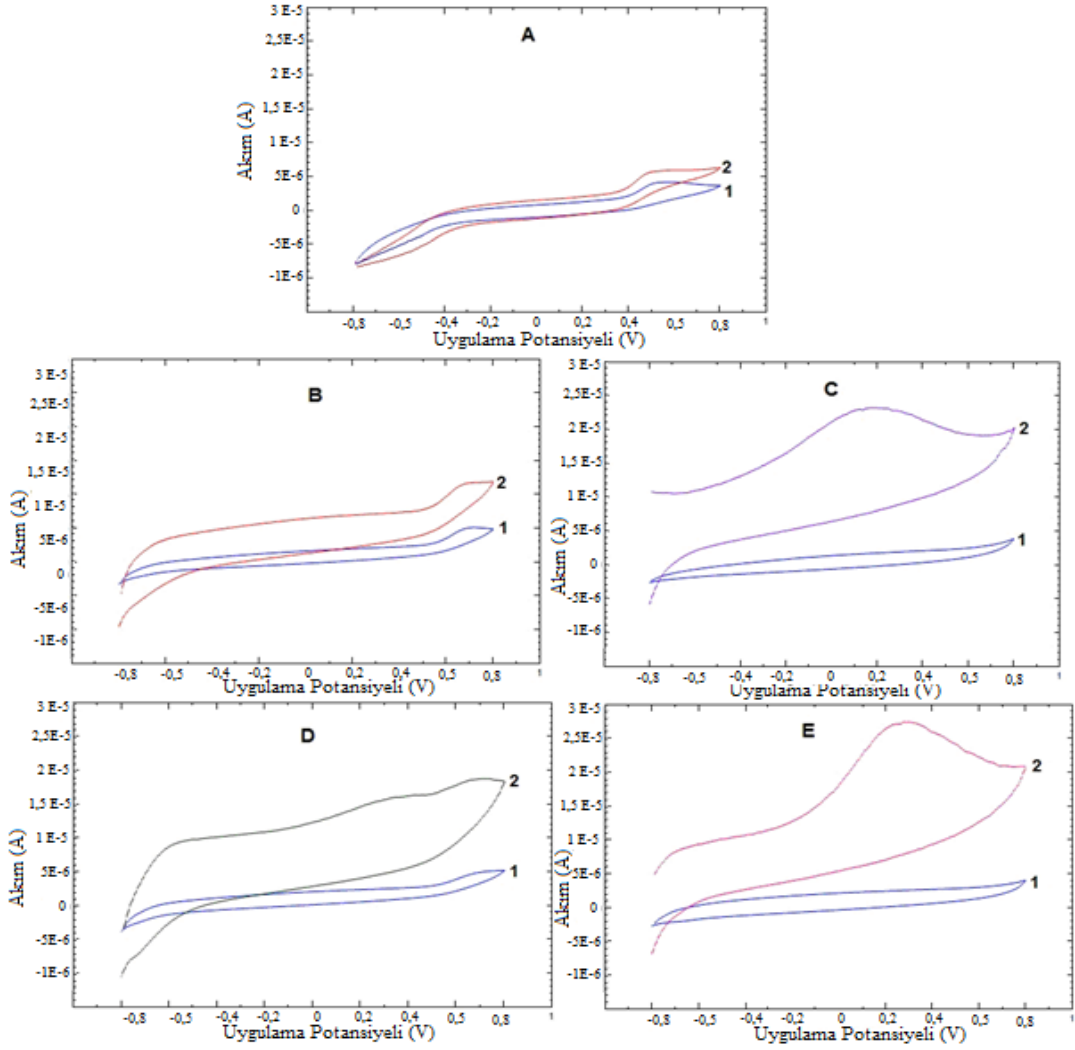 A
3 E-5
2,5E-5
2 E-5
1,5 E-5
1 E-5
5E-6
0
-5E-6
-1E-6
Akım (A)
2
1
-0,8 -0,5 -0,4 -0,2 0 0,2 0,4 0,5 0,8 1
Uygulama Potansiyeli (V)
B
3 E-5
2,5E-5
2 E-5
1,5 E-5
1 E-5
5E-6
0
-5E-6
-1E-6
Akım (A)
2
1
-0,8 -0,5 -0,2 0 0,2 0,4 0,5 0,8 1
Uygulama Potansiyeli (V)
C
3 E-5
2,5E-5
2 E-5
1,5 E-5
1 E-5
5E-6
0
-5E-6
-1E-6
Akım (A)
2
1
-0,8 -0,5 -0,4 -0,2 0 0,2 0,4 0,5 0,8 1
Uygulama Potansiyeli (V)
D
3 E-5
2,5E-5
2 E-5
1,5 E-5
1 E-5
5E-6
0
-5E-6
-1E-6
Akım (A)
2
1
-0,8 -0,5 -0,4 -0,2 0 0,2 0,4 0,5 0,8 1
Uygulama Potansiyeli (V)
E
3 E-5
2,5E-5
2 E-5
1,5 E-5
1 E-5
5E-6
0
-5E-6
-1E-6
Akım (A)
2
1
-0,8 -0,5 -0,4 -0,2 0 0,2 0,4 0,5 0,8 1
Uygulama Potansiyeli (V)